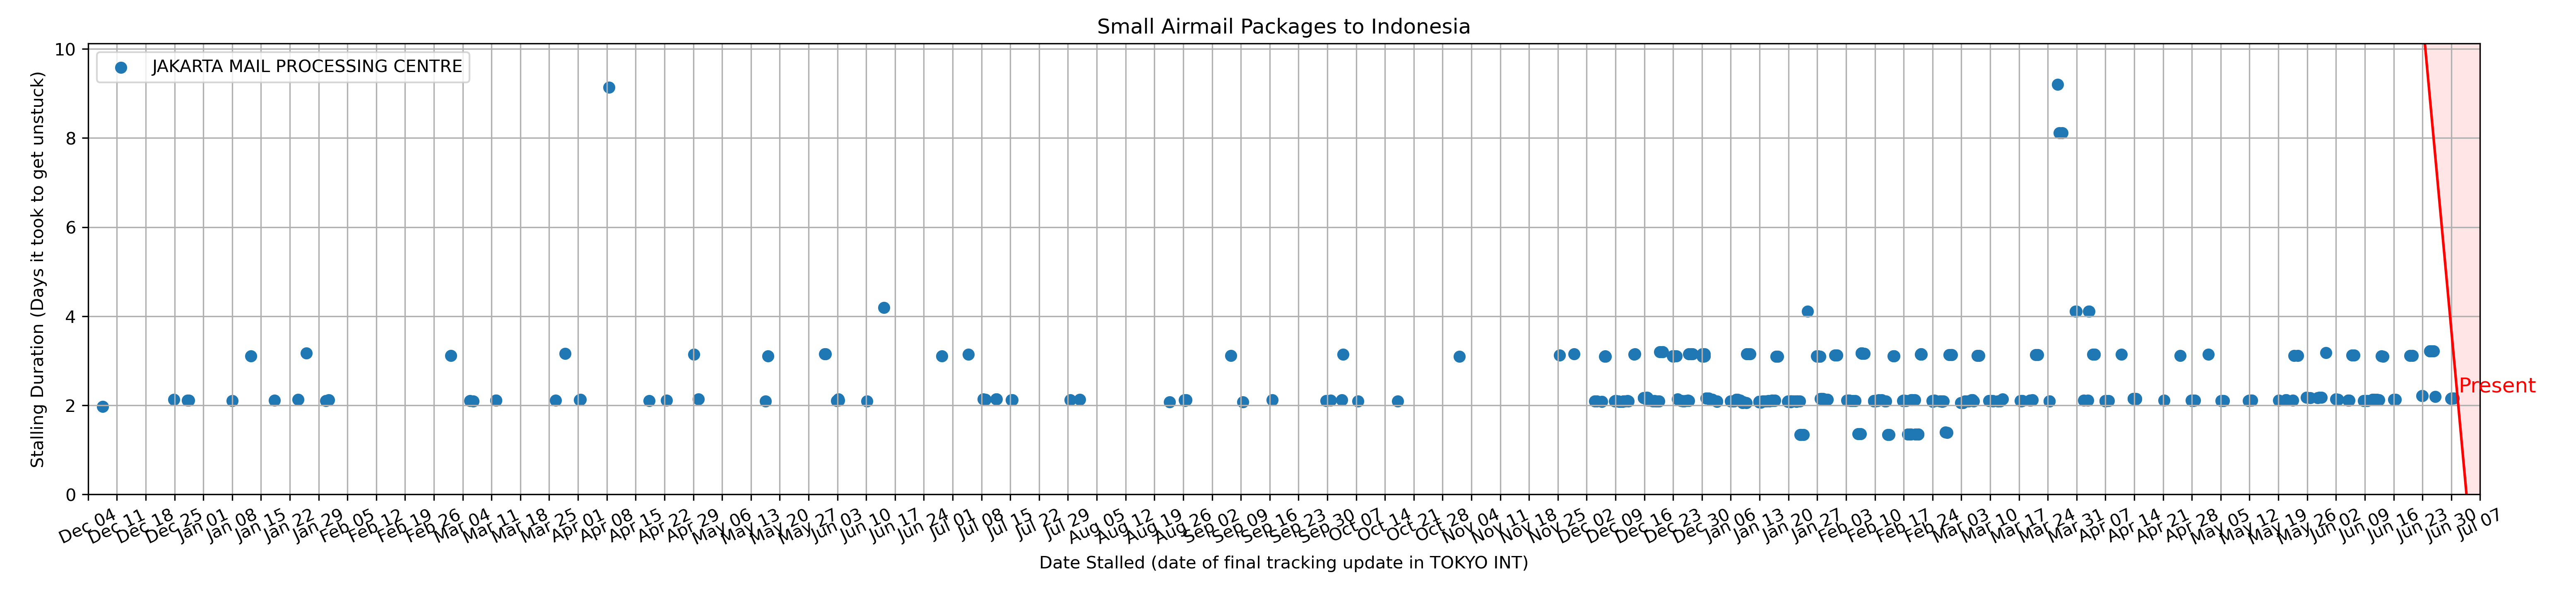 Small Airmail Packages to Indonesia
JAKARTA MAIL PROCESSING CENTRE
Stalling Duration (Days it took to get unstuck)
10
8
6
4
2
0
Present
Dec 04
Dec 11
Dec 18
Dec 25
Jan 01
Jan 08
Jan 15
Jan 22
Jan 29
Feb 05
Feb 12
Feb 19
Feb 26
Mar 04
Mar 11
Mar 18
Mar 25
Apr 01
Apr 08
Apr 15
Apr 22
Apr 29
May 06
May 13
May 20
May 27
Jun 03
Jun 10
Jun 17
Jun 24
Jul 01
Jul 08
Jul 15
Jul 22
Jul 29
Aug 05
Aug 12
Aug 19
Aug 26
Sep 02
Sep 09
Sep 16
Sep 23
Sep 30
Oct 07
Oct 14
Oct 21
Oct 28
Nov 04
Nov 11
Nov 18
Nov 25
Dec 02
Dec 09
Dec 16
Dec 23
Dec 30
Jan 06
Jan 13
Jan 20
Jan 27
Feb 03
Feb 10
Feb 17
Feb 24
Mar 03
Mar 10
Mar 17
Mar 24
Mar 31
Apr 07
Apr 14
Apr 21
Apr 28
May 05
May 12
May 19
May 26
Jun 02
Jun 09
Jun 16
Jun 23
Jun 30
Jul 07
Date Stalled (date of final tracking update in TOKYO INT)